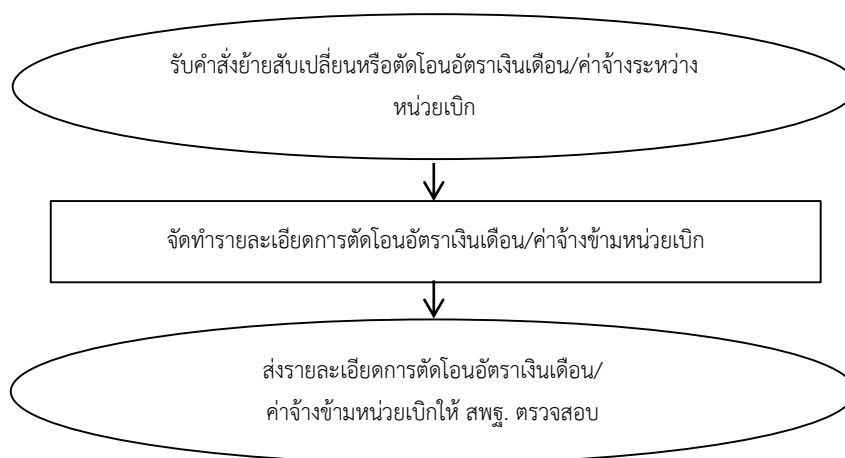 รับคำสั่งย้ายสับเปลี่ยนหรือตัดโอนอัตราเงินเดือน/ค่าจ้างระหว่าง
หน่วยเบิก
จัดทำรายละเอียดการตัดโอนอัตราเงินเดือน/ค่าจ้างข้ามหน่วยเบิก
ส่งรายละเอียดการตัดโอนอัตราเงินเดือน/
ค่าจ้างข้ามหน่วยเบิกให้ สพฐ. ตรวจสอบ